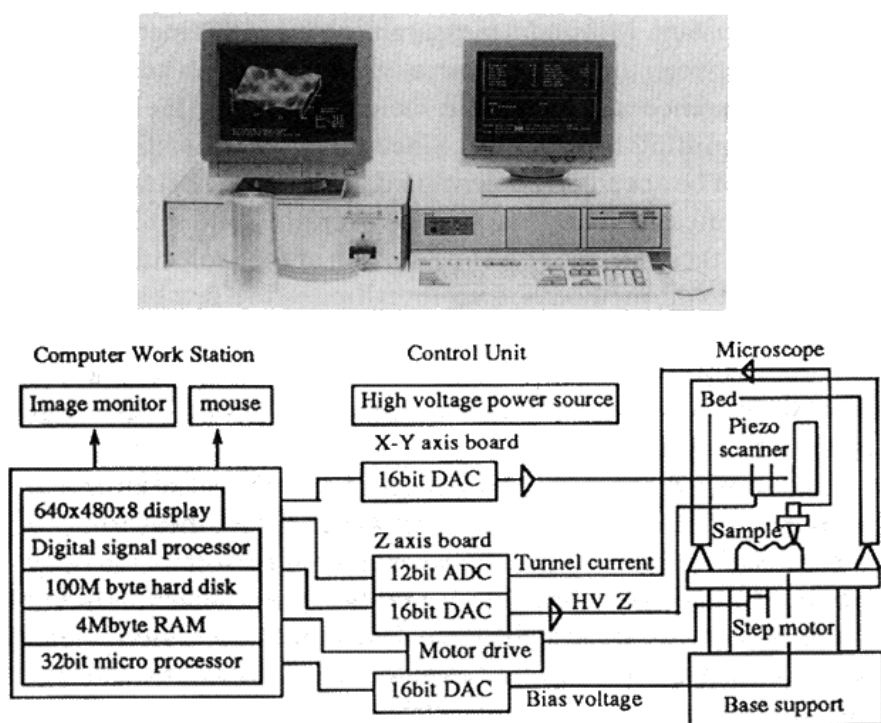 Computer Work Station
Control Unit
Microscope
Image monitor
mouse
High voltage power source
Bed
X-Y axis board
Piezo
scanner
16bit DAC
640x480x8 display
Digital signal processor
100M byte hard disk
4Mbyte RAM
32bit micro processor
Z axis board
12bit ADC
Tunnel current
Sample
16bit DAC
HV Z
Motor drive
Step motor
16bit DAC
Bias voltage
Base support